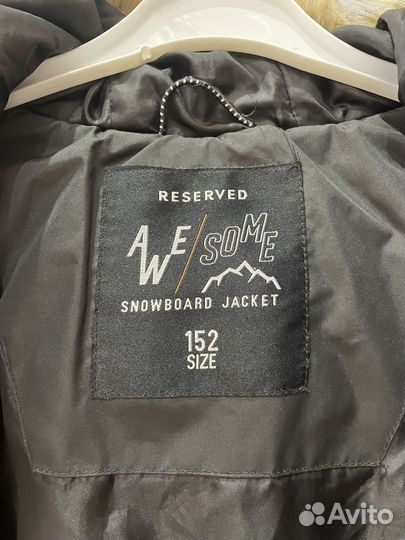 RESERVED
AWE/SOME
SNOWBOARD JACKET
152
SIZE
Avito